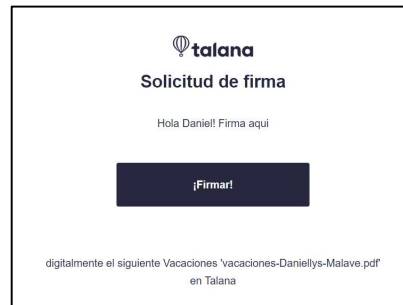 talana
Solicitud de firma
Hola Daniel! Firma aqui
¡Firmar!
digitalmente el siguiente Vacaciones 'vacaciones-Daniellys-Malave.pdf'
en Talana